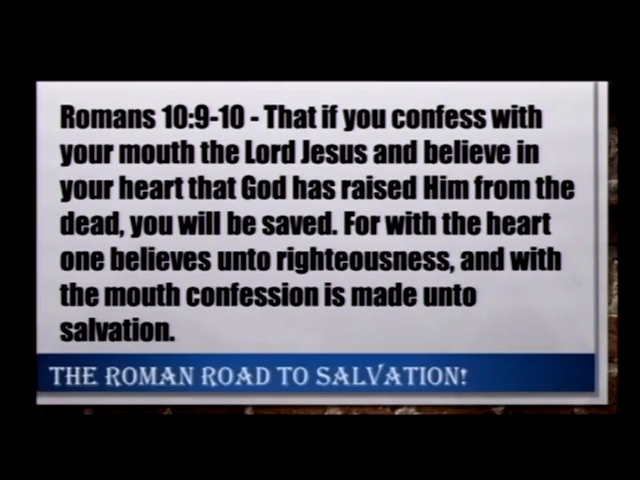 Romans 10:9-10 - That if you confess with
your mouth the Lord Jesus and believe in
your heart that God has raised Him from the
dead, you will be saved. For with the heart
one believes unto righteousness, and with
the mouth confession is made unto
salvation.
THE ROMAN ROAD TO SALVATION!